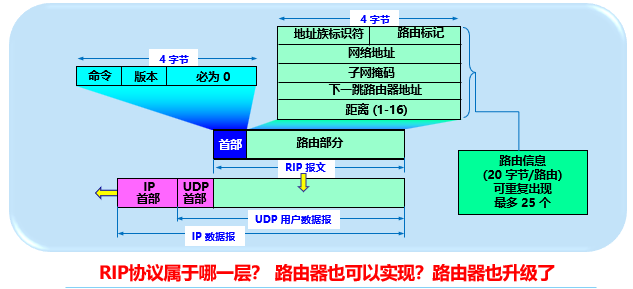 4 字节
地址族标识符 路由标记
网络地址
子网掩码
下一跳路由器地址
距离 (1-16)
4 字节
命令 版本 必为 0
首部 路由部分
RIP 报文
IP
首部
UDP
首部
UDP 用户数据报
IP 数据报
路由信息
(20 字节/路由)
可重复出现
最多 25 个
RIP协议属于哪一层? 路由器也可以实现? 路由器也升级了